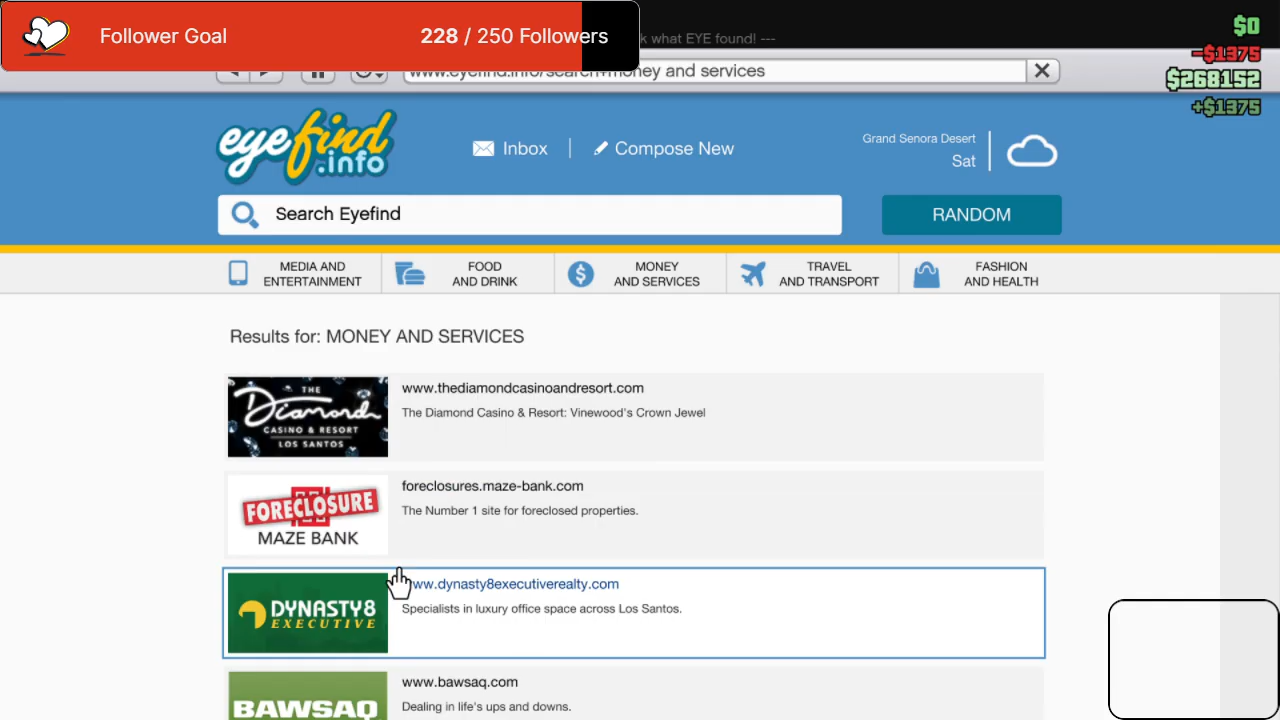 Follower Goal
228 / 250 Followers
k what EYE found! ---
$0
-$1375
$268152
+$1375
www.eyefind.info/search+money and services
eyefind
.info
Inbox
Compose New
Grand Senora Desert
Sat
Search Eyefind
RANDOM
MEDIA AND
ENTERTAINMENT
FOOD
AND DRINK
MONEY
AND SERVICES
TRAVEL
AND TRANSPORT
FASHION
AND HEALTH
Results for: MONEY AND SERVICES
THE
Diamond
CASINO & RESORT
LOS SANTOS
www.thediamondcasinoandresort.com
The Diamond Casino & Resort: Vinewood's Crown Jewel
FORECLOSURE
MAZE BANK
foreclosures.maze-bank.com
The Number 1 site for foreclosed properties.
DYNASTY8
EXECUTIVE
www.dynasty8executiverealty.com
Specialists in luxury office space across Los Santos.
BAWSAQ
www.bawsaq.com
Dealing in life's ups and downs.